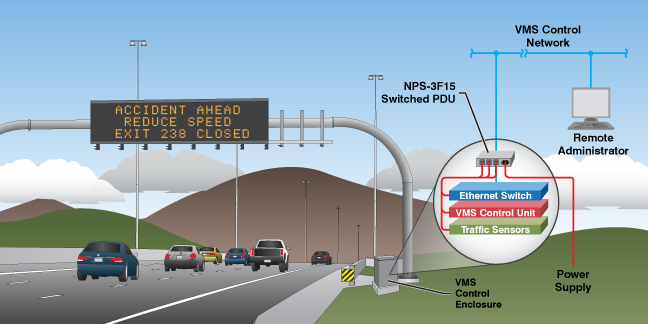 ACCIDENT AHEAD
REDUCE SPEED
EXIT 238 CLOSED
VMS Control
Network
NPS-3F15
Switched PDU
Remote
Administrator
Ethernet Switch
VMS Control Unit
Traffic Sensors
VMS
Control
Enclosure
Power
Supply